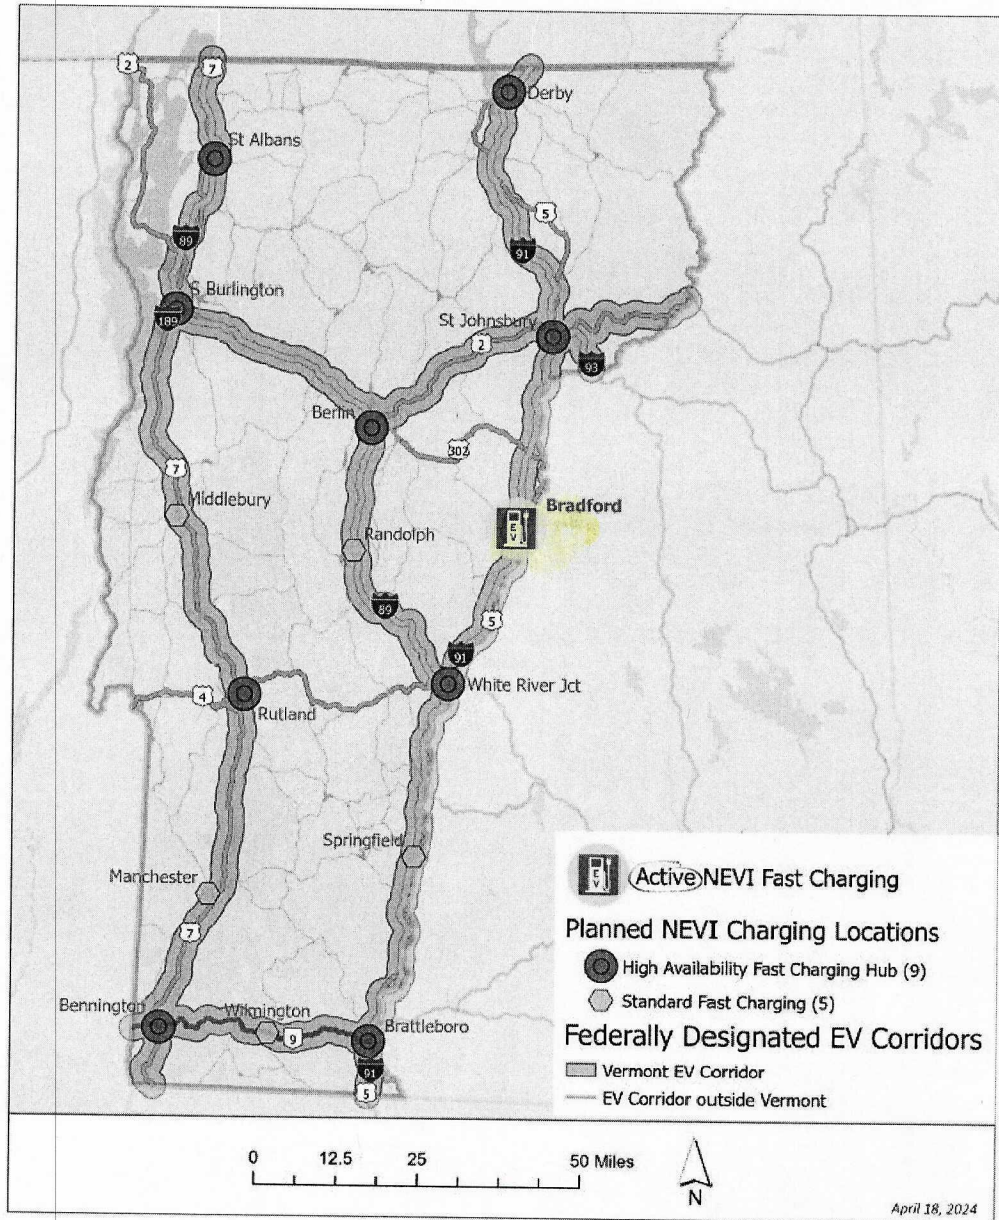 2
7
Derby
St Albans
5
89
91
S Burlington
189
St Johnsbury
2
93
Berlin
302
7
Middlebury
Bradford
EV
Randolph
89
5
91
White River Jct
4
Rutland
Springfield
Manchester
7
Bennington
Wilmington
9
Brattleboro
91
5
EV
Active NEVI Fast Charging
Planned NEVI Charging Locations
High Availability Fast Charging Hub (9)
Standard Fast Charging (5)
Federally Designated EV Corridors
Vermont EV Corridor
EV Corridor outside Vermont
0 12.5 25 50 Miles
N
April 18, 2024